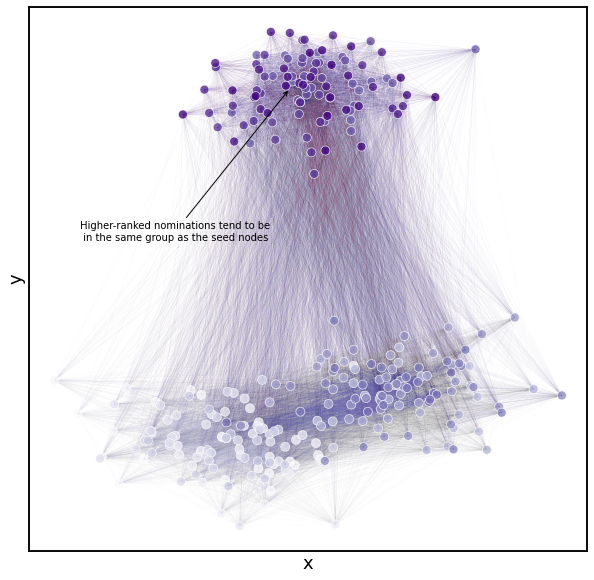 Higher-ranked nominations tend to be
in the same group as the seed nodes
y
x